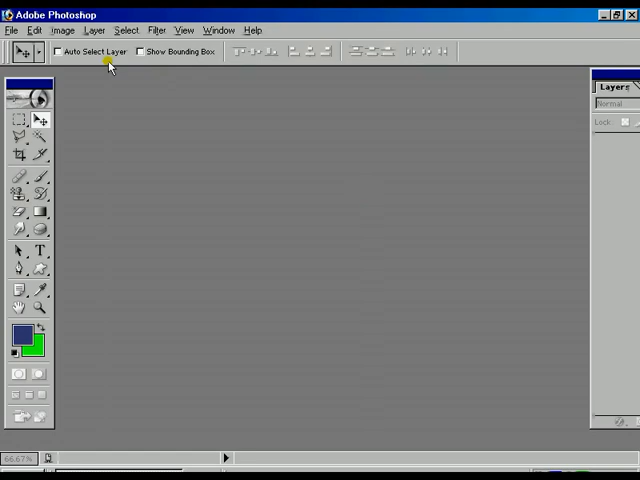 Adobe Photoshop
File Edit Image Layer Select Filter View Window Help
Auto Select Layer Show Bounding Box
Layers
Normal
Lock:
T
66.67%